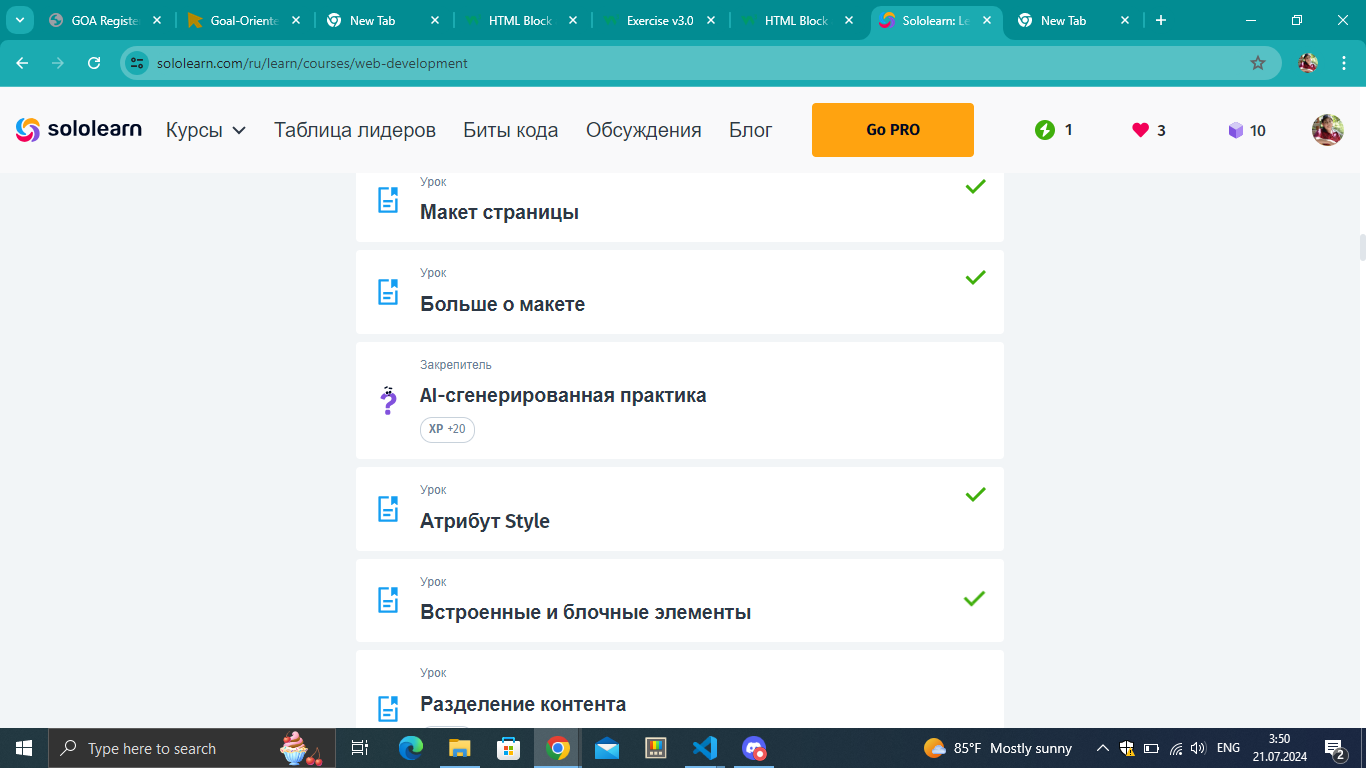 GOA Registe
Goal-Oriente
New Tab
HTML Block
Exercise v3.0
HTML Block
Sololearn: Le
New Tab
sololearn.com/ru/learn/courses/web-development
sololearn
Курсы
Таблица лидеров
Биты кода
Обсуждения
Блог
Go PRO
1
3
10
Урок
Макет страницы
Урок
Больше о макете
Закрепитель
AI-сгенерированная практика
XP +20
Урок
Атрибут Style
Урок
Встроенные и блочные элементы
Урок
Разделение контента
Type here to search
85°F Mostly sunny
ENG
3:50
21.07.2024
2